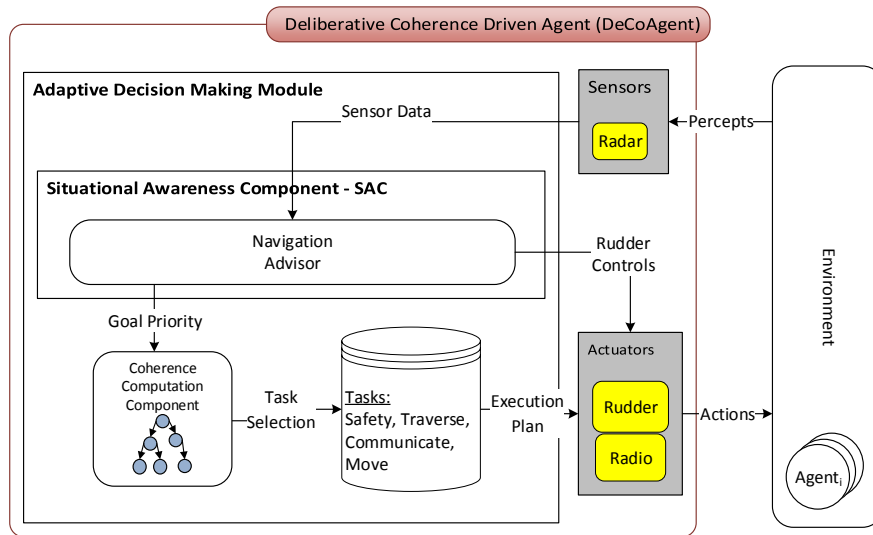 Deliberative Coherence Driven Agent (DeCoAgent)
Adaptive Decision Making Module
Sensors
Radar
Sensor Data
Percepts
Situational Awareness Component - SAC
Navigation
Advisor
Rudder
Controls
Environment
Goal Priority
Coherence
Computation
Component
Task
Selection
Tasks:
Safety, Traverse,
Communicate,
Move
Execution
Plan
Actuators
Rudder
Radio
Actions
Agenti